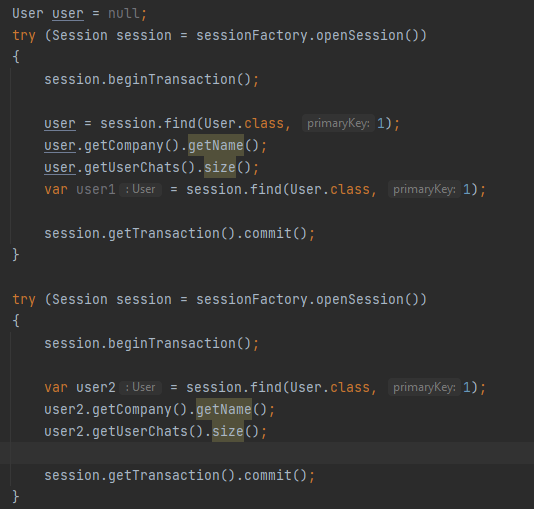 User user = null;
try (Session session = sessionFactory.openSession())
{
session.beginTransaction();
user = session.find(User.class, primaryKey: 1);
user.getCompany().getName();
user.getUserChats().size();
var user1 : User = session.find(User.class, primaryKey: 1);
session.getTransaction().commit();
}
try (Session session = sessionFactory.openSession())
{
session.beginTransaction();
var user2 : User = session.find(User.class, primaryKey: 1);
user2.getCompany().getName();
user2.getUserChats().size();
session.getTransaction().commit();
}